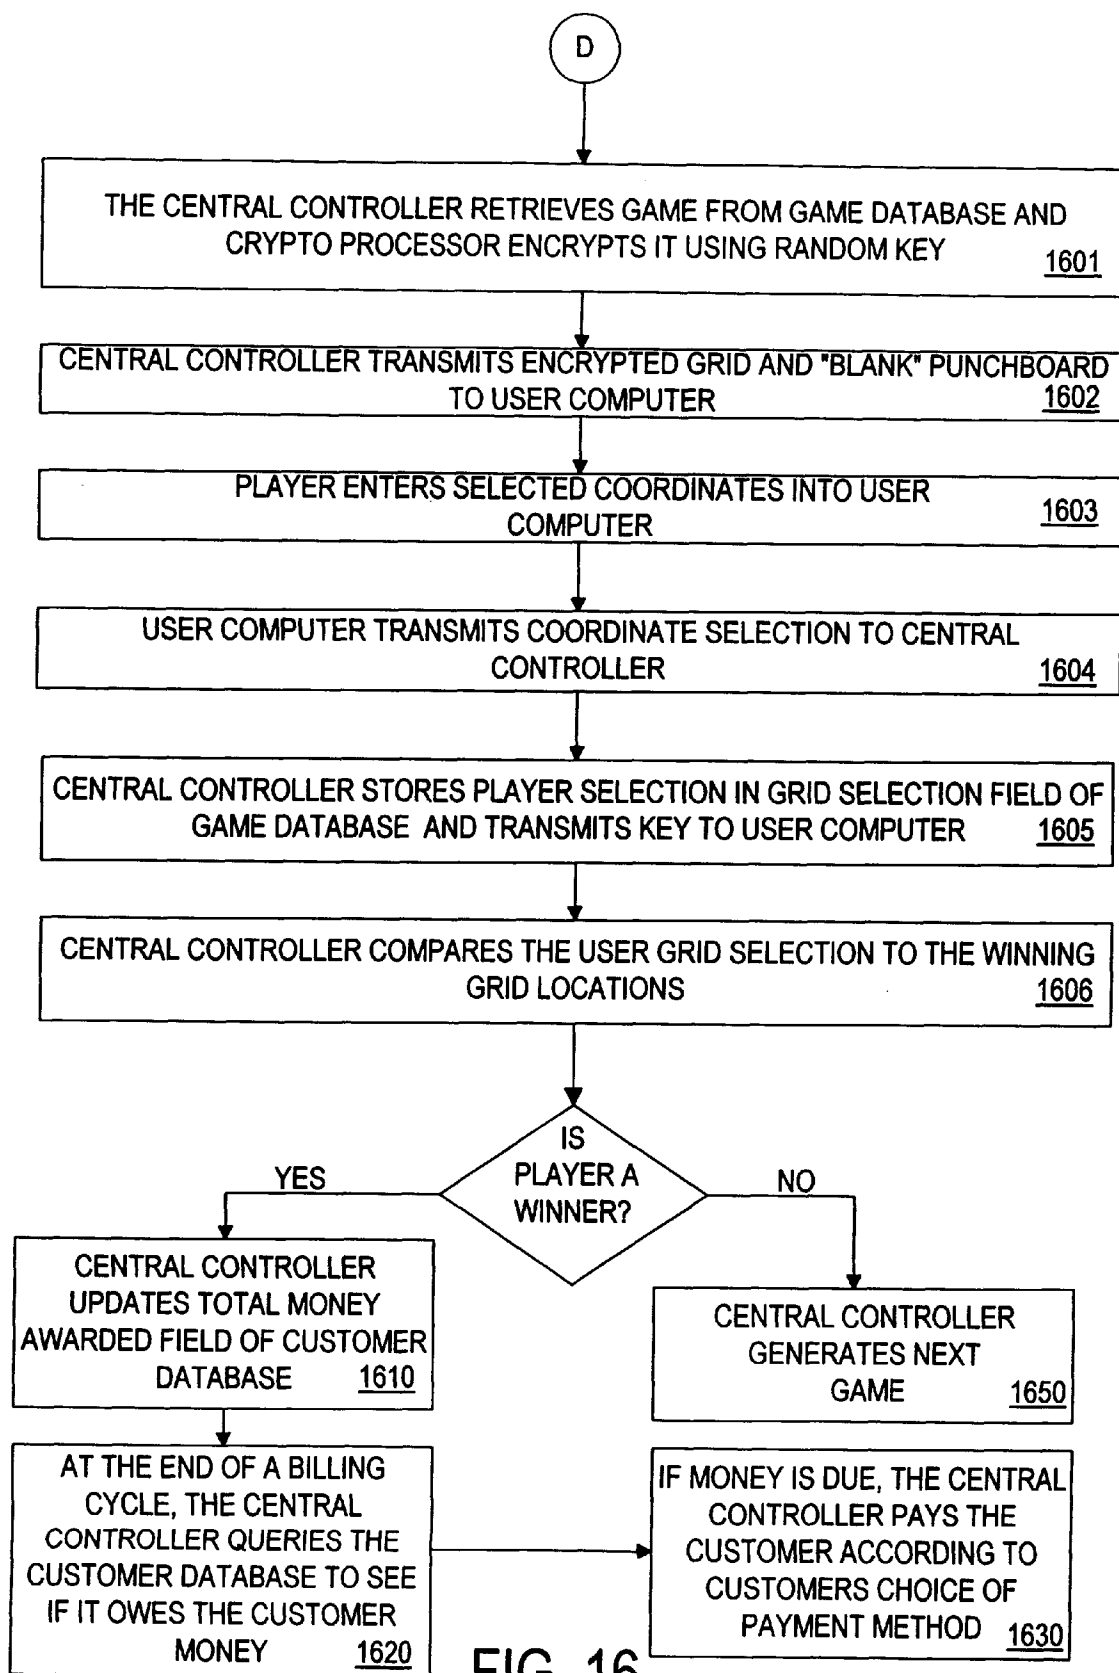 D
THE CENTRAL CONTROLLER RETRIEVES GAME FROM GAME DATABASE AND
CRYPTO PROCESSOR ENCRYPTS IT USING RANDOM KEY 1601
CENTRAL CONTROLLER TRANSMITS ENCRYPTED GRID AND "BLANK" PUNCHBOARD
TO USER COMPUTER 1602
PLAYER ENTERS SELECTED COORDINATES INTO USER
COMPUTER 1603
USER COMPUTER TRANSMITS COORDINATE SELECTION TO CENTRAL
CONTROLLER 1604
CENTRAL CONTROLLER STORES PLAYER SELECTION IN GRID SELECTION FIELD OF
GAME DATABASE AND TRANSMITS KEY TO USER COMPUTER 1605
CENTRAL CONTROLLER COMPARES THE USER GRID SELECTION TO THE WINNING
GRID LOCATIONS 1606
IS
PLAYER A
WINNER?
YES
NO
CENTRAL CONTROLLER
UPDATES TOTAL MONEY
AWARDED FIELD OF CUSTOMER
DATABASE 1610
CENTRAL CONTROLLER
GENERATES NEXT
GAME 1650
AT THE END OF A BILLING
CYCLE, THE CENTRAL
CONTROLLER QUERIES THE
CUSTOMER DATABASE TO SEE
IF IT OWES THE CUSTOMER
MONEY 1620
IF MONEY IS DUE, THE CENTRAL
CONTROLLER PAYS THE
CUSTOMER ACCORDING TO
CUSTOMERS CHOICE OF
PAYMENT METHOD 1630
FIG. 16